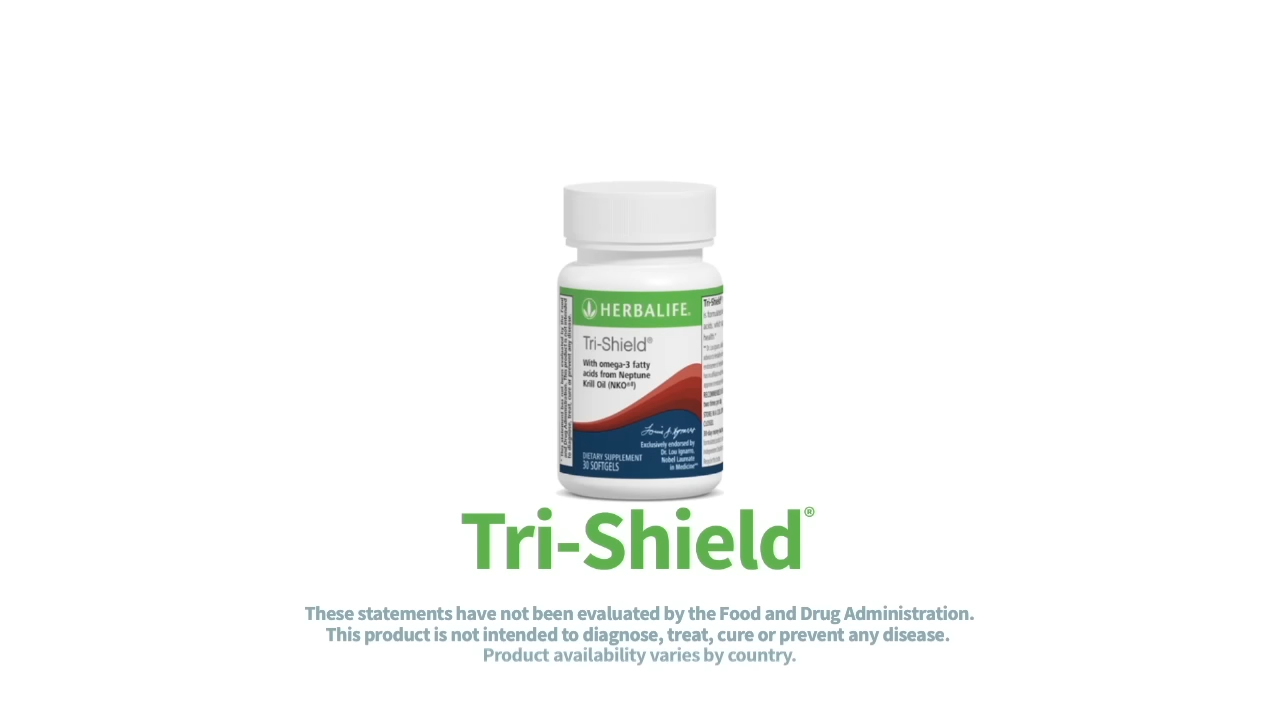 HERBALIFE.
Tri-Shield®
With omega-3 fatty
acids from Neptune
Krill Oil (NKO®‡)
Exclusively endorsed by
Dr. Lou Ignarro,
Nobel Laureate
in Medicine**
DIETARY SUPPLEMENT
30 SOFTGELS
Tri-Shield®
Tri-Shield®
These statements have not been evaluated by the Food and Drug Administration.
This product is not intended to diagnose, treat, cure or prevent any disease.
Product availability varies by country.